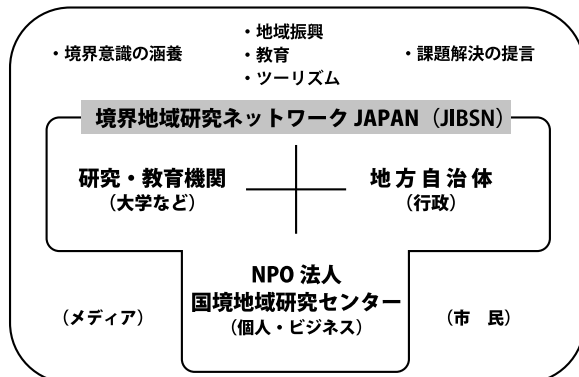 ・境界意識の涵養
・地域振興
・教育
・ツーリズム
・課題解決の提言
境界地域研究ネットワーク JAPAN（JIBSN）
研究・教育機関
（大学など）
地方自治体
（行政）
NPO 法人
国境地域研究センター
（個人・ビジネス）
（メディア）
（市　民）